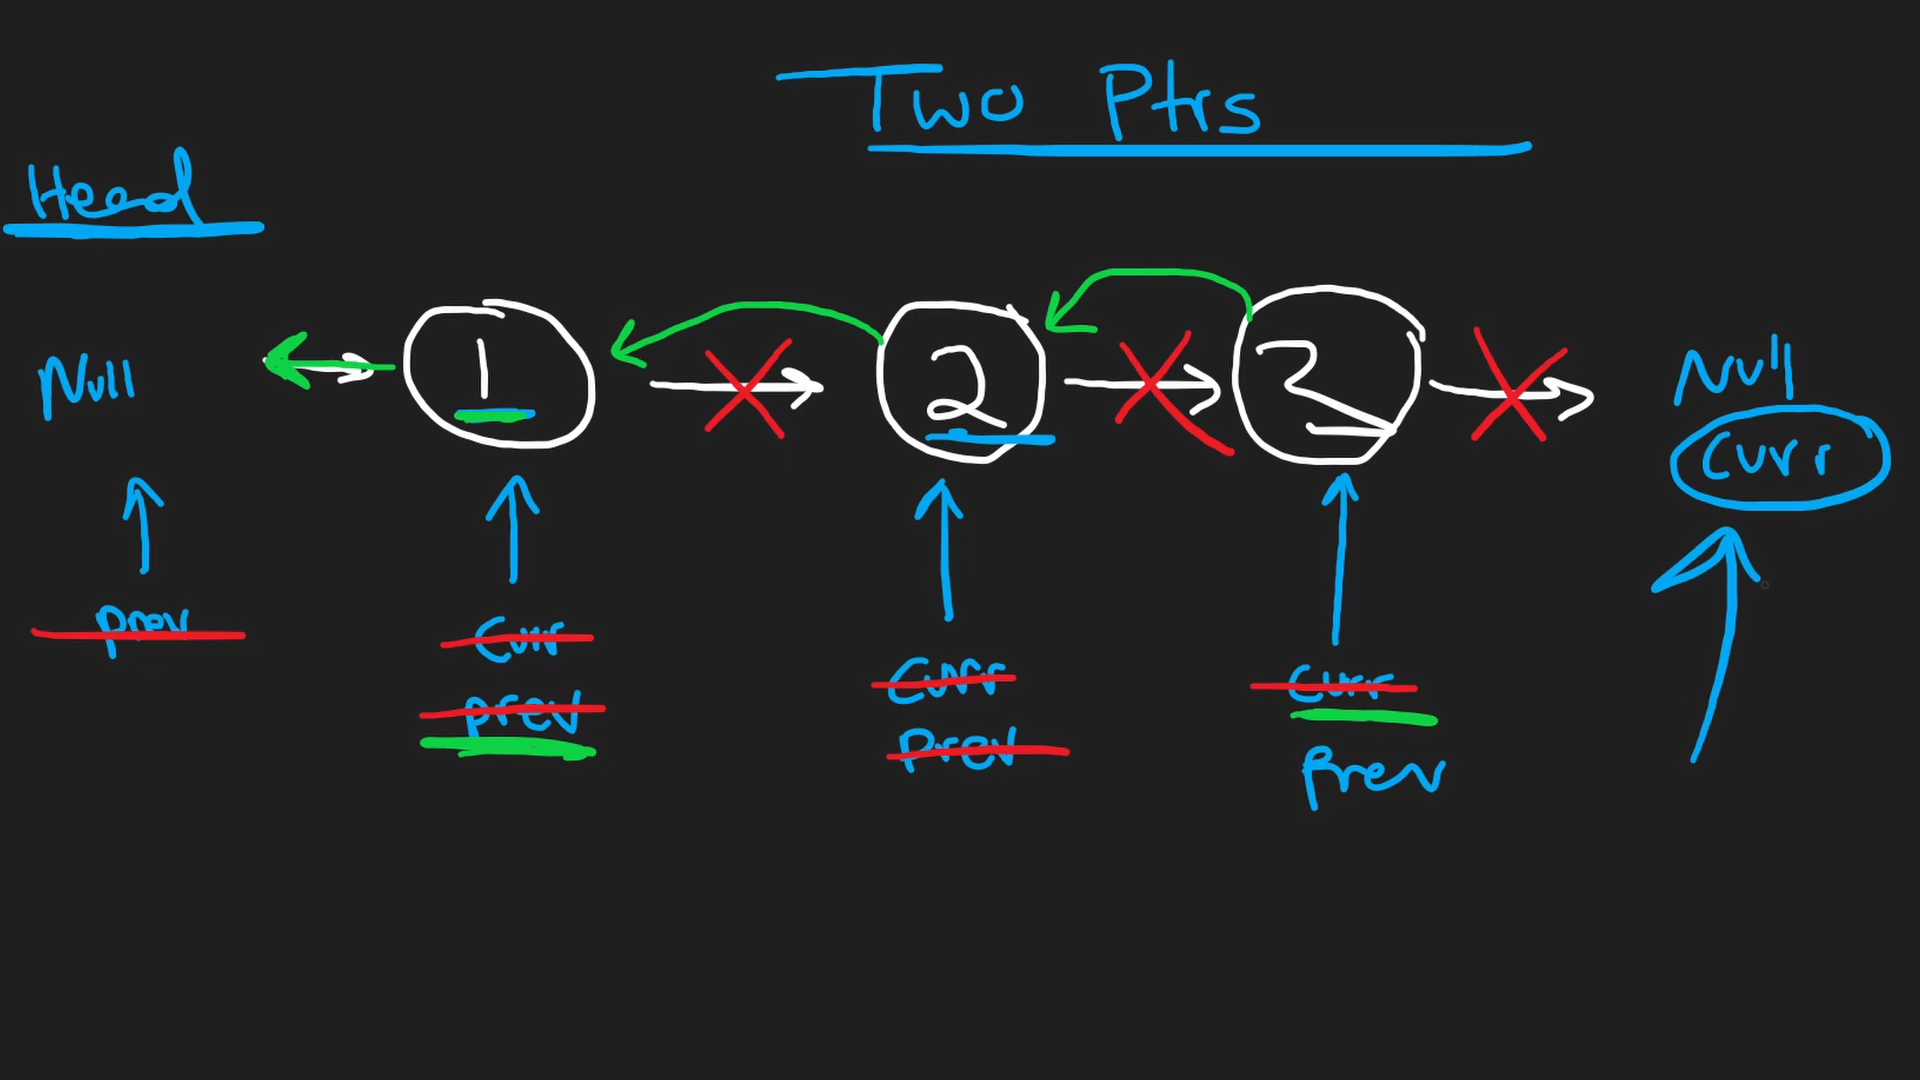 Two Ptrs
Head
Null 1 2 3 Null
Curr
prev Curr Curr Curr
prev Prev Prev